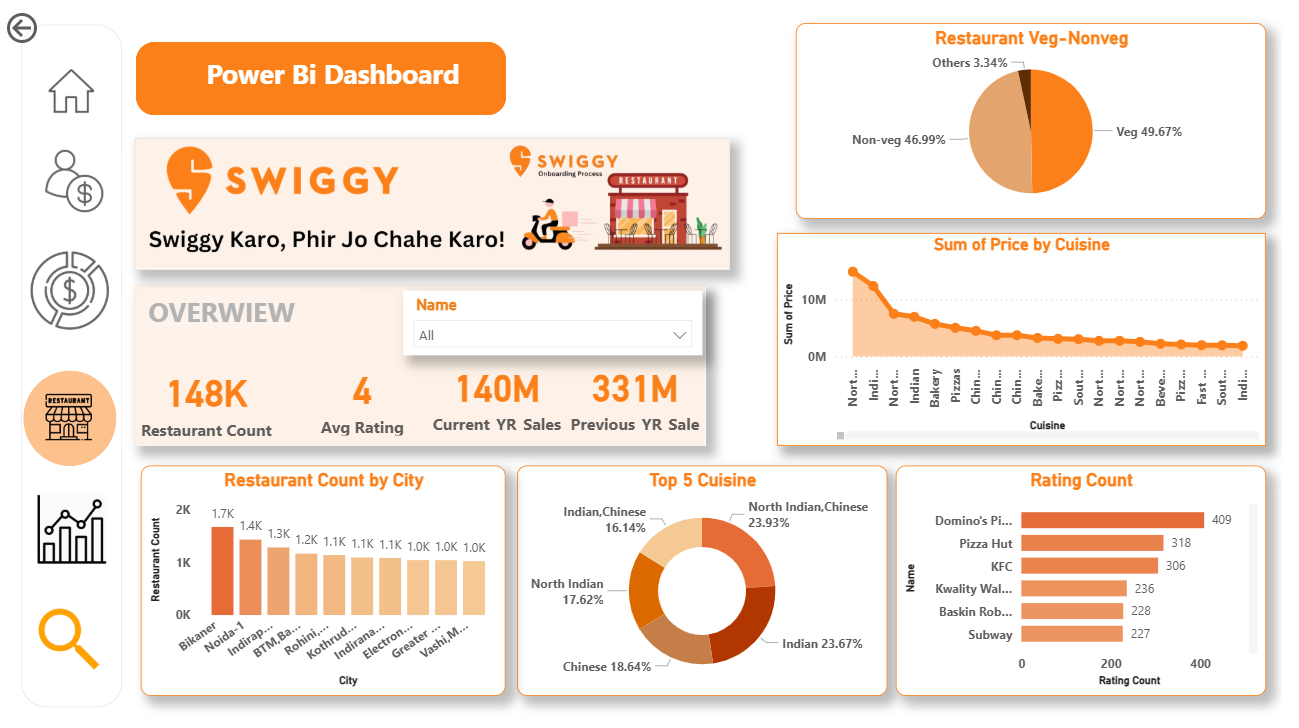 Power Bi Dashboard
SWIGGY
Swiggy Karo, Phir Jo Chahe Karo!
SWIGGY
Onboarding Process
RESTAURANT
OVERWIEW
Name
All
148K
Restaurant Count
4
Avg Rating
140M
Current YR Sales
331M
Previous YR Sale
RESTAURANT
Restaurant Veg-Nonveg
Others 3.34%
Non-veg 46.99%
Veg 49.67%
Sum of Price by Cuisine
Sum of Price
10M
0M
Nort...
Indi...
Nort...
Indian
Bakery
Pizzas
Chin...
Chin...
Chin...
Bake...
Pizz...
Sout...
Nort...
Nort...
Nort...
Beve...
Pizz...
Fast ...
Sout...
Indi...
Cuisine
Restaurant Count by City
Restaurant Count
2K
1K
0K
1.7K
1.4K
1.3K
1.2K
1.1K
1.1K
1.1K
1.0K
1.0K
1.0K
Bikaner
Noida-1
Indirap...
BTM,Ba...
Rohini,...
Kothrud...
Indirana...
Electron...
Greater ...
Vashi,M...
City
Top 5 Cuisine
Indian,Chinese
16.14%
North Indian,Chinese
23.93%
North Indian
17.62%
Chinese 18.64%
Indian 23.67%
Rating Count
Name
Domino's Pi... 409
Pizza Hut 318
KFC 306
Kwality Wal... 236
Baskin Rob... 228
Subway 227
0 200 400
Rating Count